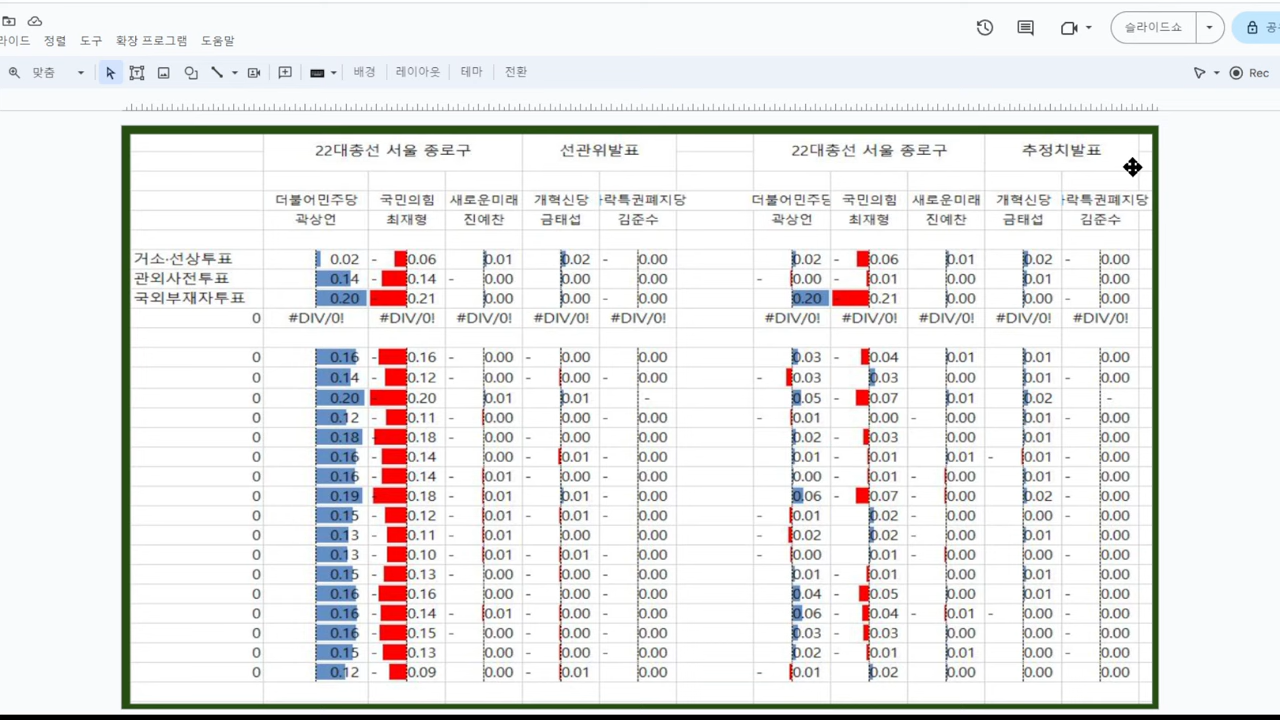 라이드 정렬 도구 확장 프로그램 도움말
슬라이드쇼
맞춤 배경 레이아웃 테마 전환 Rec
22대총선 서울 종로구 선관위발표 22대총선 서울 종로구 추정치발표
더불어민주당 국민의힘 새로운미래 개혁신당 락특권폐지당 더불어민주당 국민의힘 새로운미래 개혁신당 락특권폐지당
곽상언 최재형 진예찬 금태섭 김준수 곽상언 최재형 진예찬 금태섭 김준수
거소·선상투표 0.02 - 0.06 0.01 0.02 - 0.00 0.02 - 0.06 0.01 0.02 - 0.00
관외사전투표 0.14 - 0.14 0.00 0.00 - 0.00 - 0.00 - 0.01 0.00 0.01 - 0.00
국외부재자투표 0.20 - 0.21 0.00 0.00 - 0.00 0.20 - 0.21 0.00 0.00 - 0.00
0 #DIV/0! #DIV/0! #DIV/0! #DIV/0! #DIV/0! #DIV/0! #DIV/0! #DIV/0! #DIV/0! #DIV/0!
0 0.16 - 0.16 - 0.00 - 0.00 - 0.00 0.03 - 0.04 0.01 0.01 - 0.00
0 0.14 - 0.12 - 0.00 - 0.00 - 0.00 - 0.03 0.03 0.00 0.01 - 0.00
0 0.20 - 0.20 0.01 0.01 - 0.05 - 0.07 0.01 0.02 -
0 0.12 - 0.11 - 0.00 0.00 - 0.00 - 0.01 0.00 0.00 0.01 - 0.00
0 0.18 - 0.18 - 0.00 - 0.00 - 0.00 0.02 - 0.03 0.00 0.01 - 0.00
0 0.16 - 0.14 - 0.00 - 0.01 - 0.00 0.01 - 0.01 0.01 - 0.01 - 0.00
0 0.16 - 0.14 - 0.01 - 0.00 - 0.00 0.00 - 0.01 - 0.00 0.01 - 0.00
0 0.19 - 0.18 - 0.01 0.01 - 0.00 0.06 - 0.07 - 0.00 0.02 - 0.00
0 0.15 - 0.12 - 0.01 - 0.01 - 0.00 - 0.01 0.02 - 0.00 0.00 - 0.00
0 0.13 - 0.11 - 0.01 0.00 - 0.00 - 0.02 0.02 - 0.00 0.01 - 0.00
0 0.13 - 0.10 - 0.01 - 0.01 - 0.00 - 0.00 0.01 - 0.00 0.00 - 0.00
0 0.15 - 0.13 - 0.00 - 0.00 - 0.00 0.01 - 0.01 0.00 0.01 - 0.00
0 0.16 - 0.16 - 0.00 - 0.00 - 0.00 0.04 - 0.05 0.00 0.01 - 0.00
0 0.16 - 0.14 - 0.01 - 0.00 - 0.00 0.06 - 0.04 - 0.01 - 0.00 0.00
0 0.16 - 0.15 - 0.00 - 0.00 - 0.00 0.03 - 0.03 0.00 0.00 - 0.00
0 0.15 - 0.13 0.00 - 0.00 - 0.00 0.02 - 0.01 0.01 0.00 - 0.00
0 0.12 - 0.09 0.00 - 0.01 - 0.00 - 0.01 0.02 0.00 0.00 - 0.00